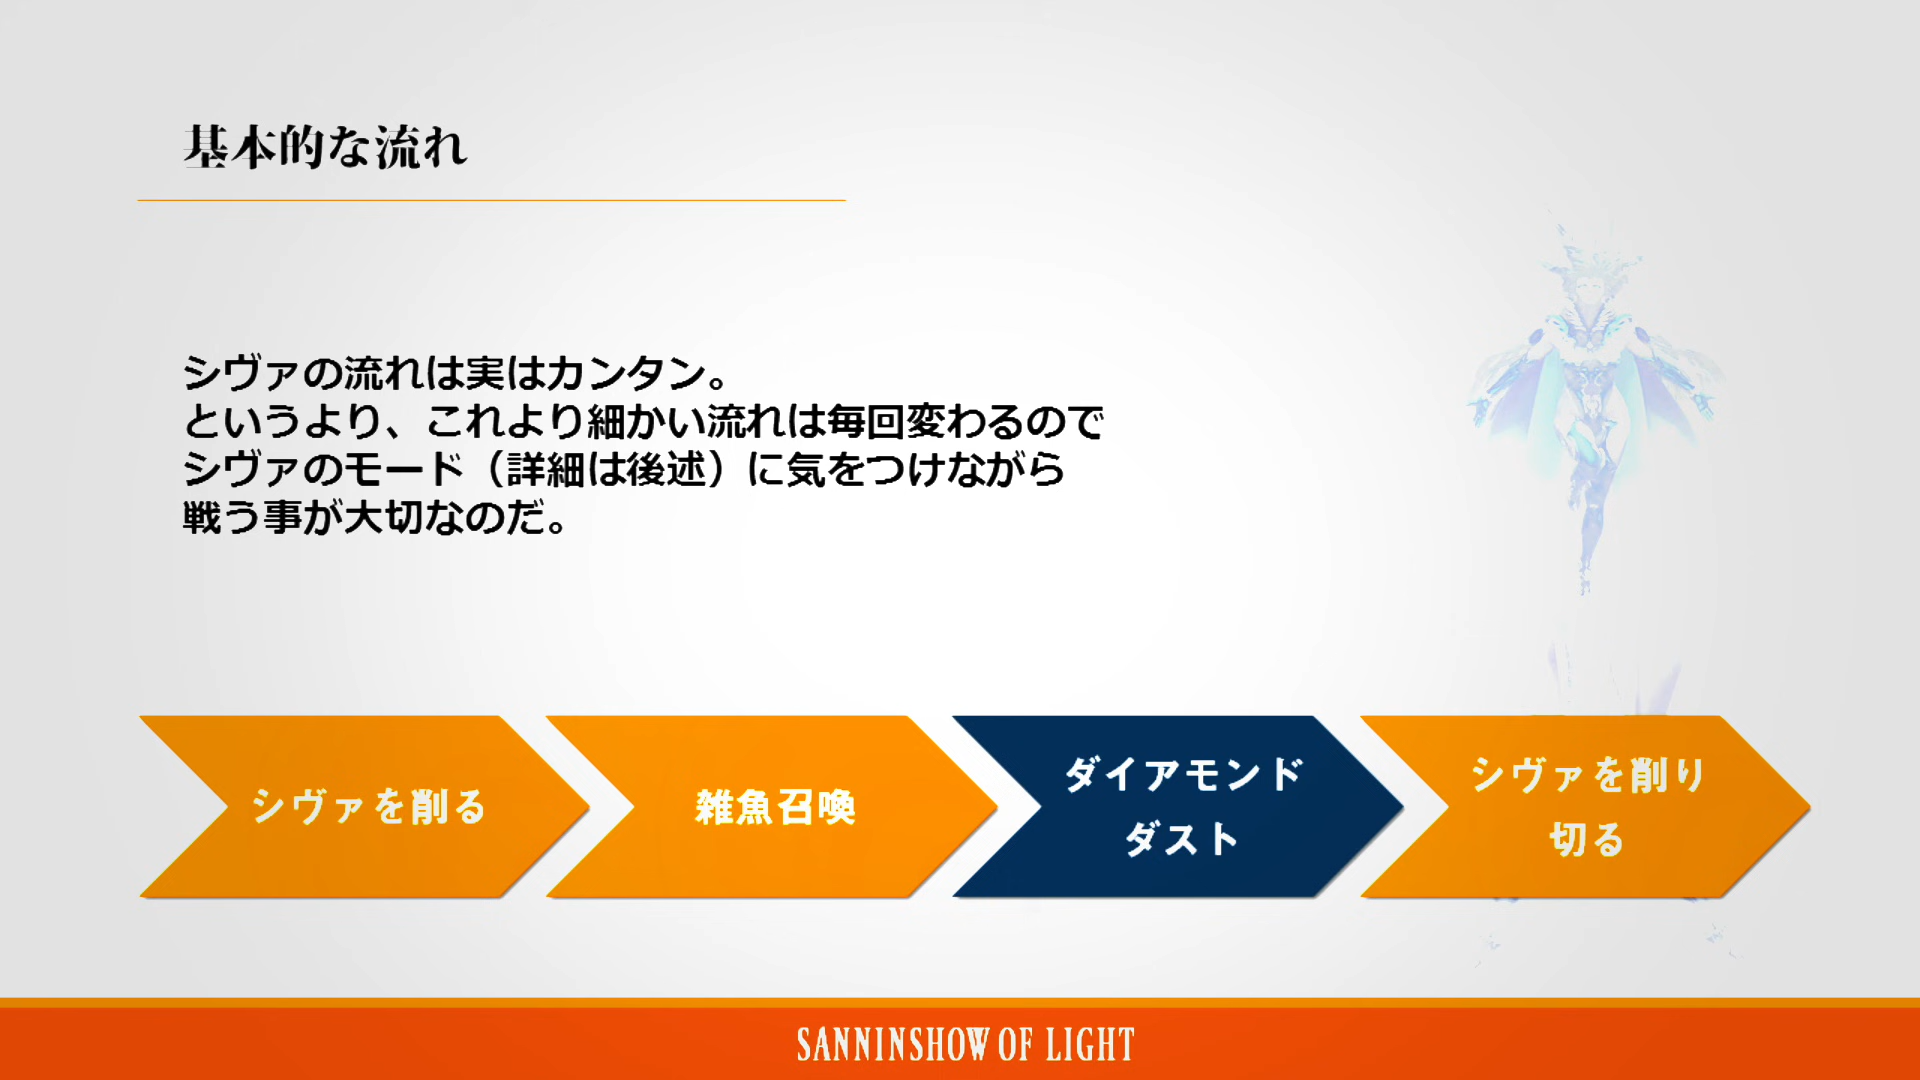 基本的な流れ
シヴァの流れは実はカンタン。
というより、これより細かい流れは毎回変わるので
シヴァのモード（詳細は後述）に気をつけながら
戦う事が大切なのだ。
シヴァを削る
雑魚召喚
ダイアモンド
ダスト
シヴァを削り
切る
SANNINSHOW OF LIGHT